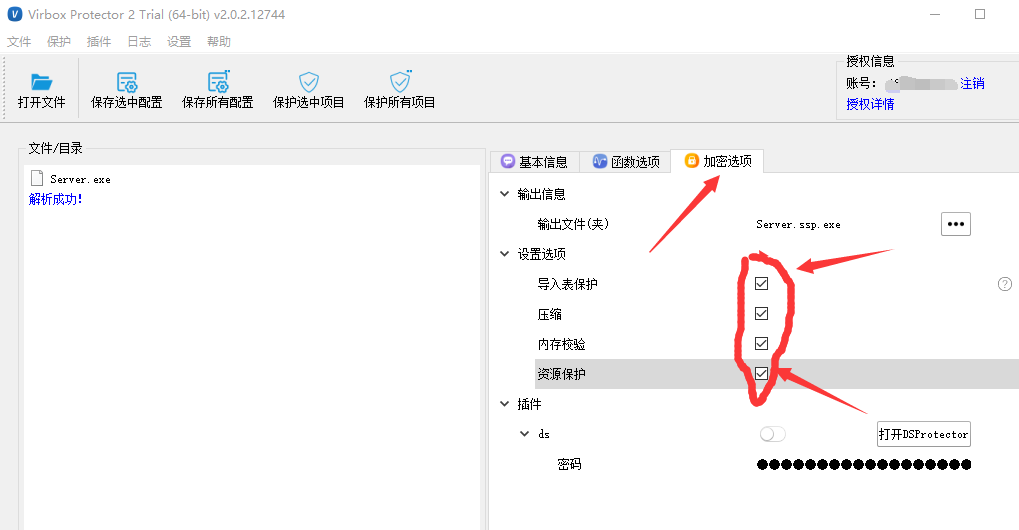 Virbox Protector 2 Trial (64-bit) v2.0.2.12744
文件 保护 插件 日志 设置 帮助
打开文件 保存选中配置 保存所有配置 保护选中项目 保护所有项目
授权信息
账号： 注销
授权详情
文件/目录
Server.exe
解析成功!
基本信息 函数选项 加密选项
输出信息
输出文件(夹) Server.ssp.exe
设置选项
导入表保护
压缩
内存校验
资源保护
插件
ds 打开DSProtector
密码